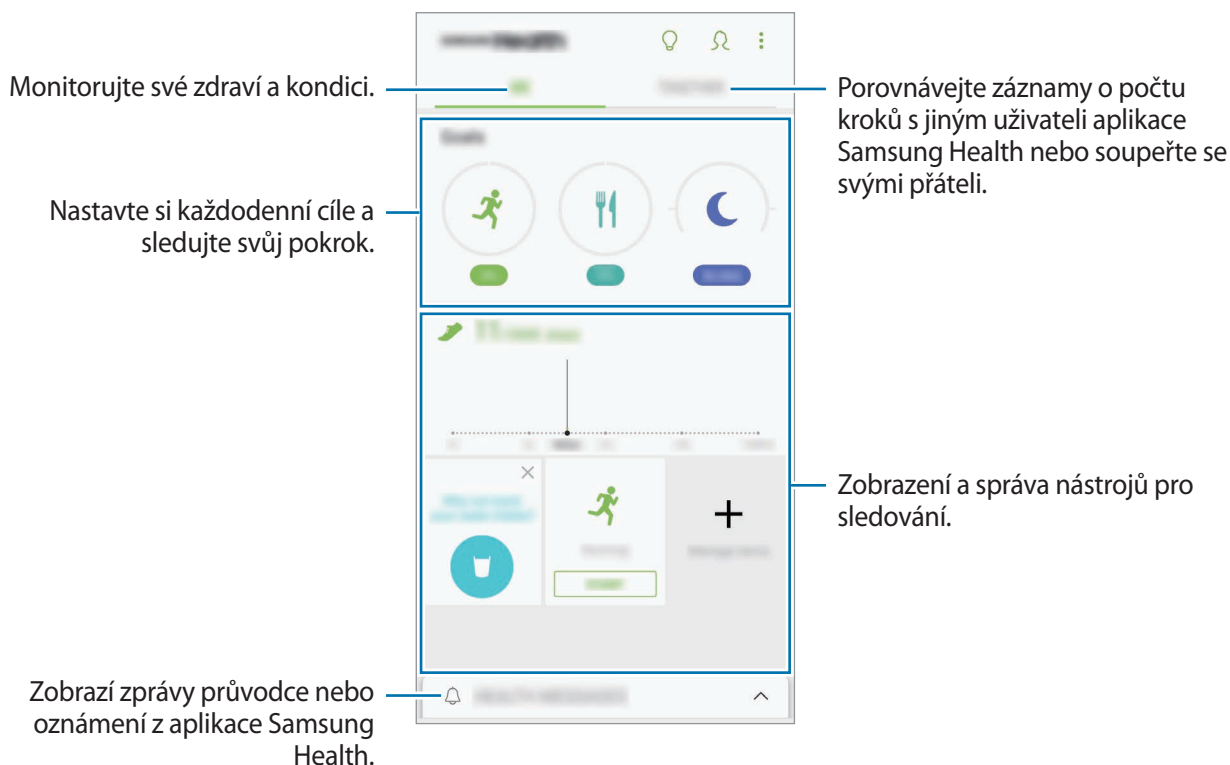 Monitorujte své zdraví a kondici.
Porovnávejte záznamy o počtu
kroků s jiným uživateli aplikace
Samsung Health nebo soupeřte se
svými přáteli.
Nastavte si každodenní cíle a
sledujte svůj pokrok.
Zobrazení a správa nástrojů pro
sledování.
Zobrazí zprávy průvodce nebo
oznámení z aplikace Samsung
Health.